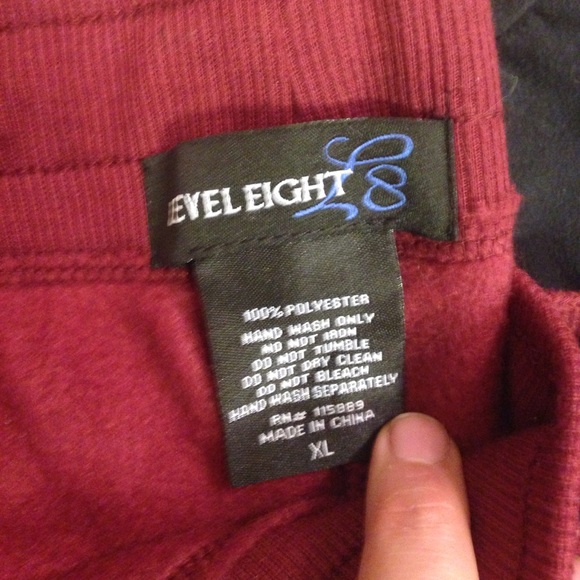 LEVEL EIGHT L8
100% POLYESTER
HAND WASH ONLY
NO NOT IRON
DO NOT TUMBLE
DO NOT DRY CLEAN
DO NOT BLEACH
HAND WASH SEPARATELY
RN# 115889
MADE IN CHINA
XL